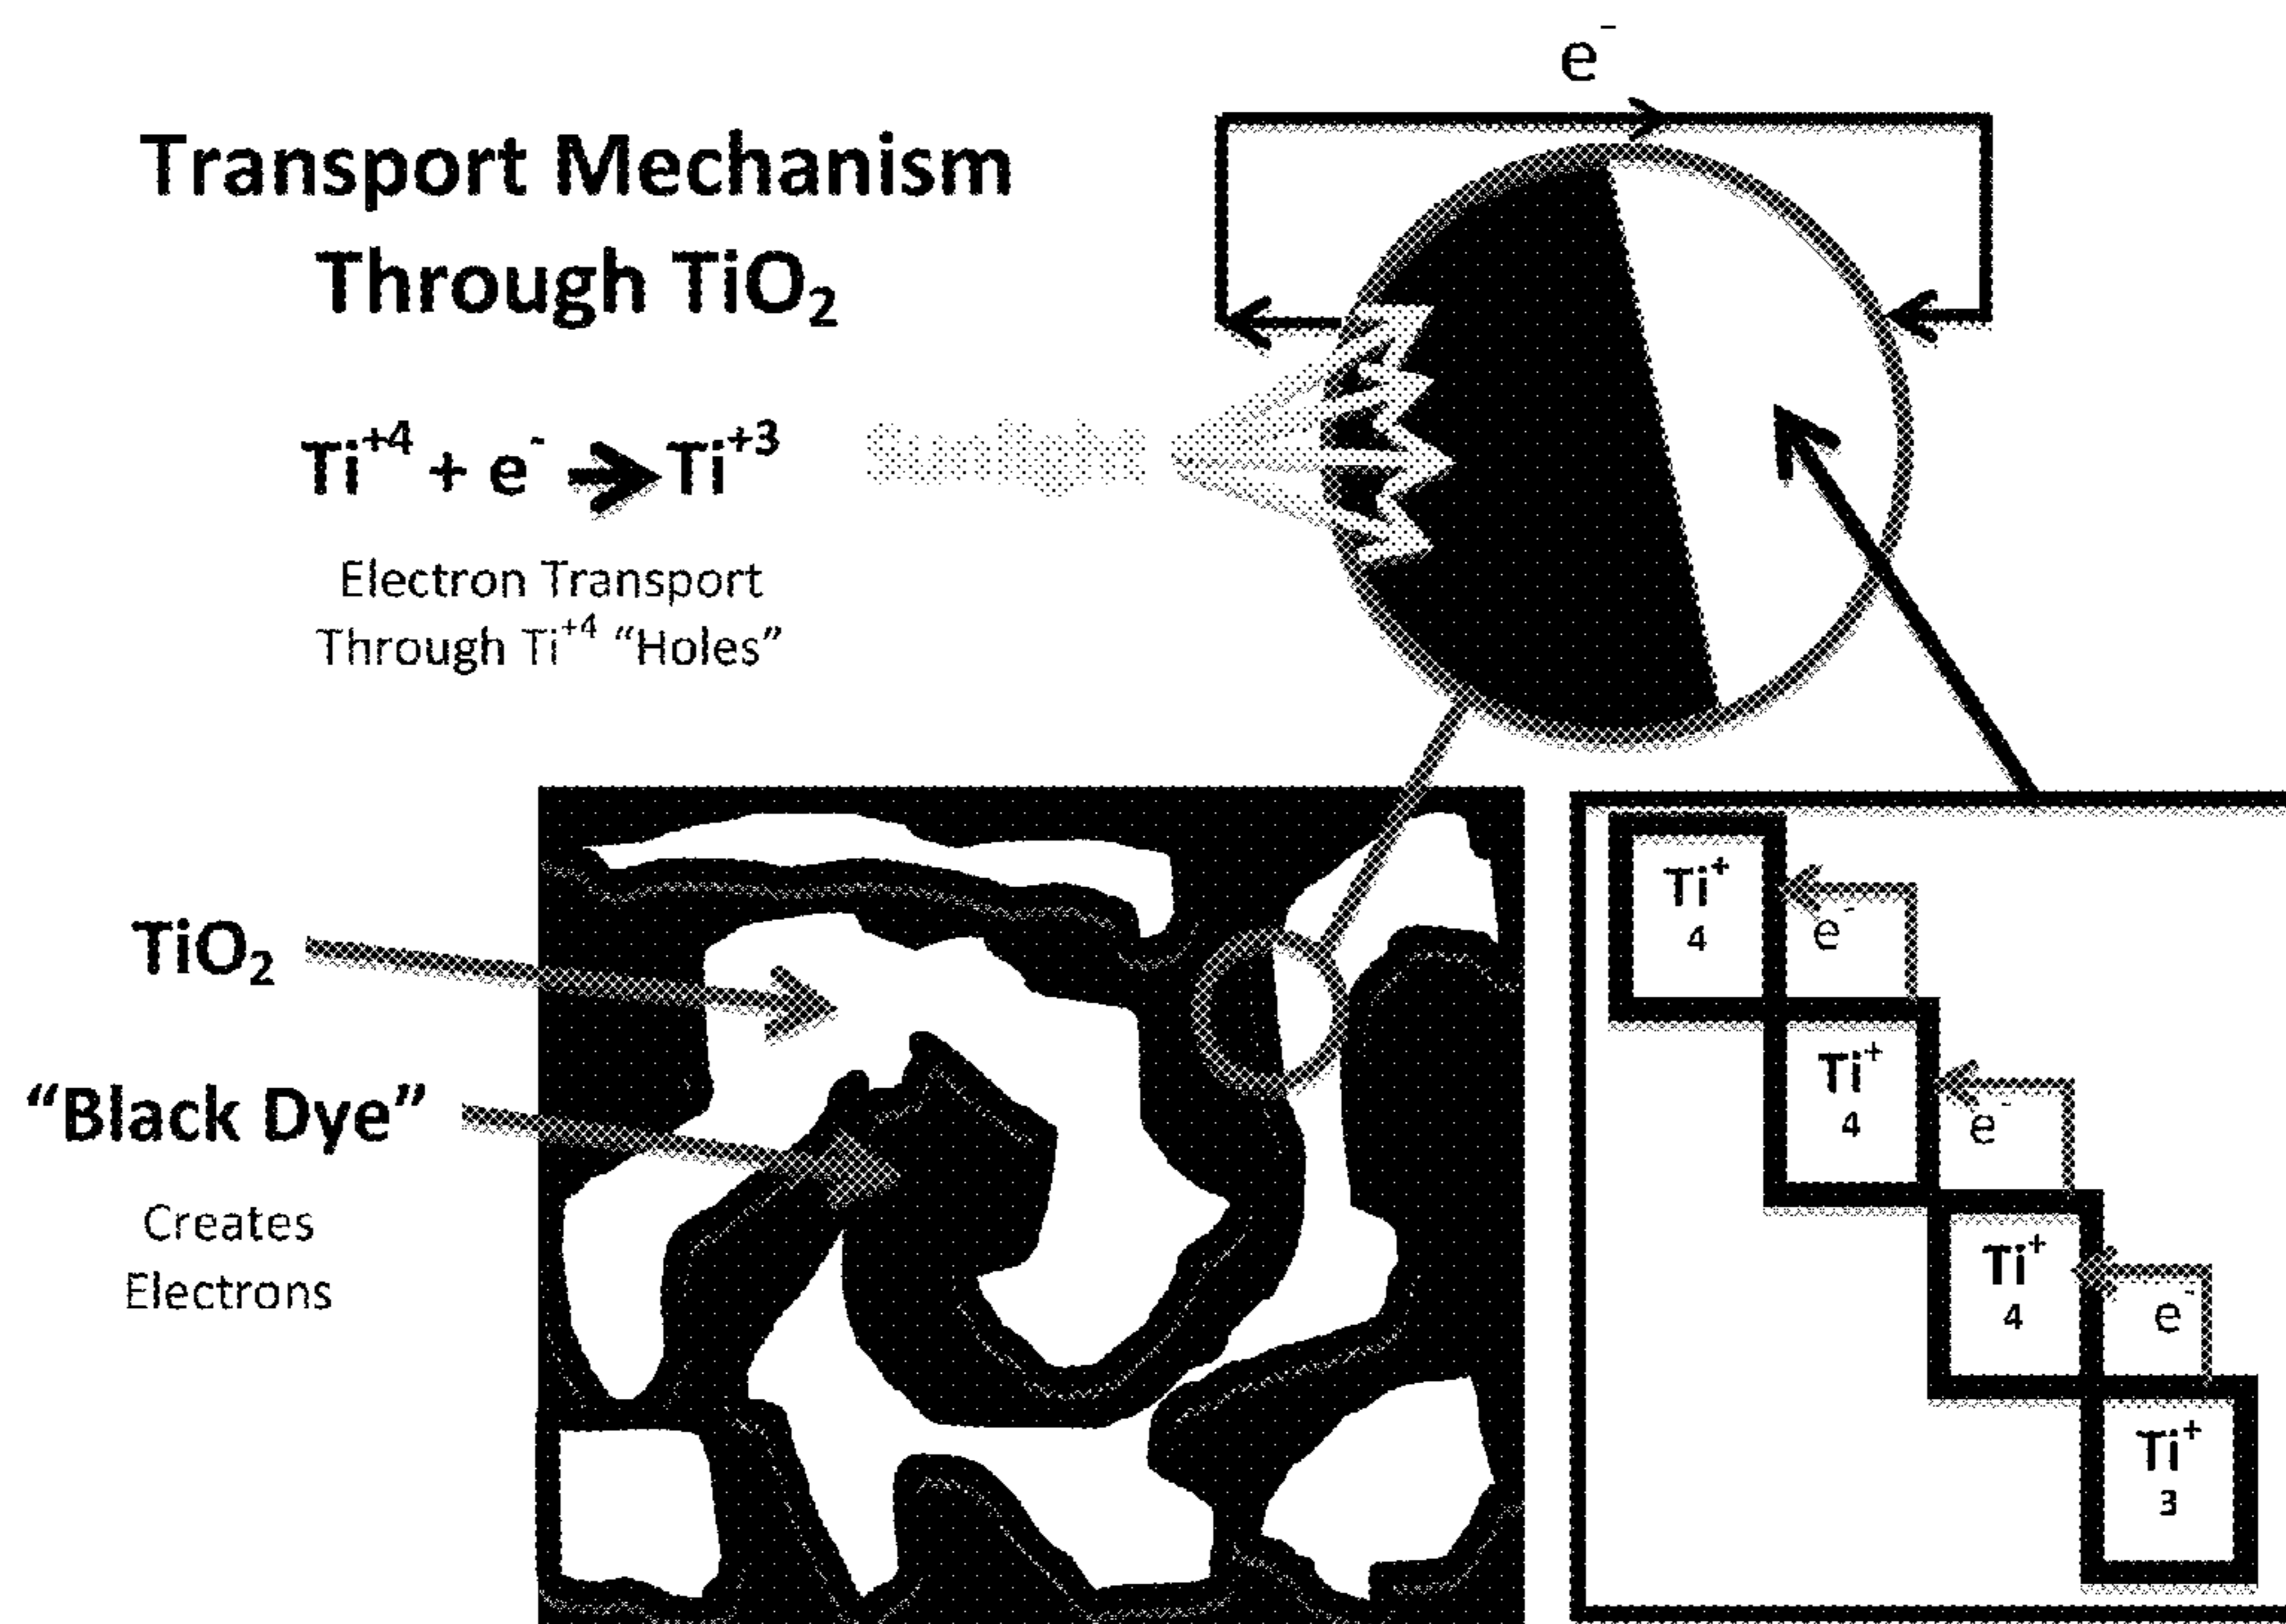 e⁻
Transport Mechanism
Through TiO₂
Ti⁺⁴ + e⁻ ➔ Ti⁺³
Sunlight
Electron Transport
Through Ti⁺⁴ “Holes”
TiO₂
“Black Dye”
Creates
Electrons
Ti⁺
4
e⁻
Ti⁺
4
e⁻
Ti⁺
4
e⁻
Ti⁺
3